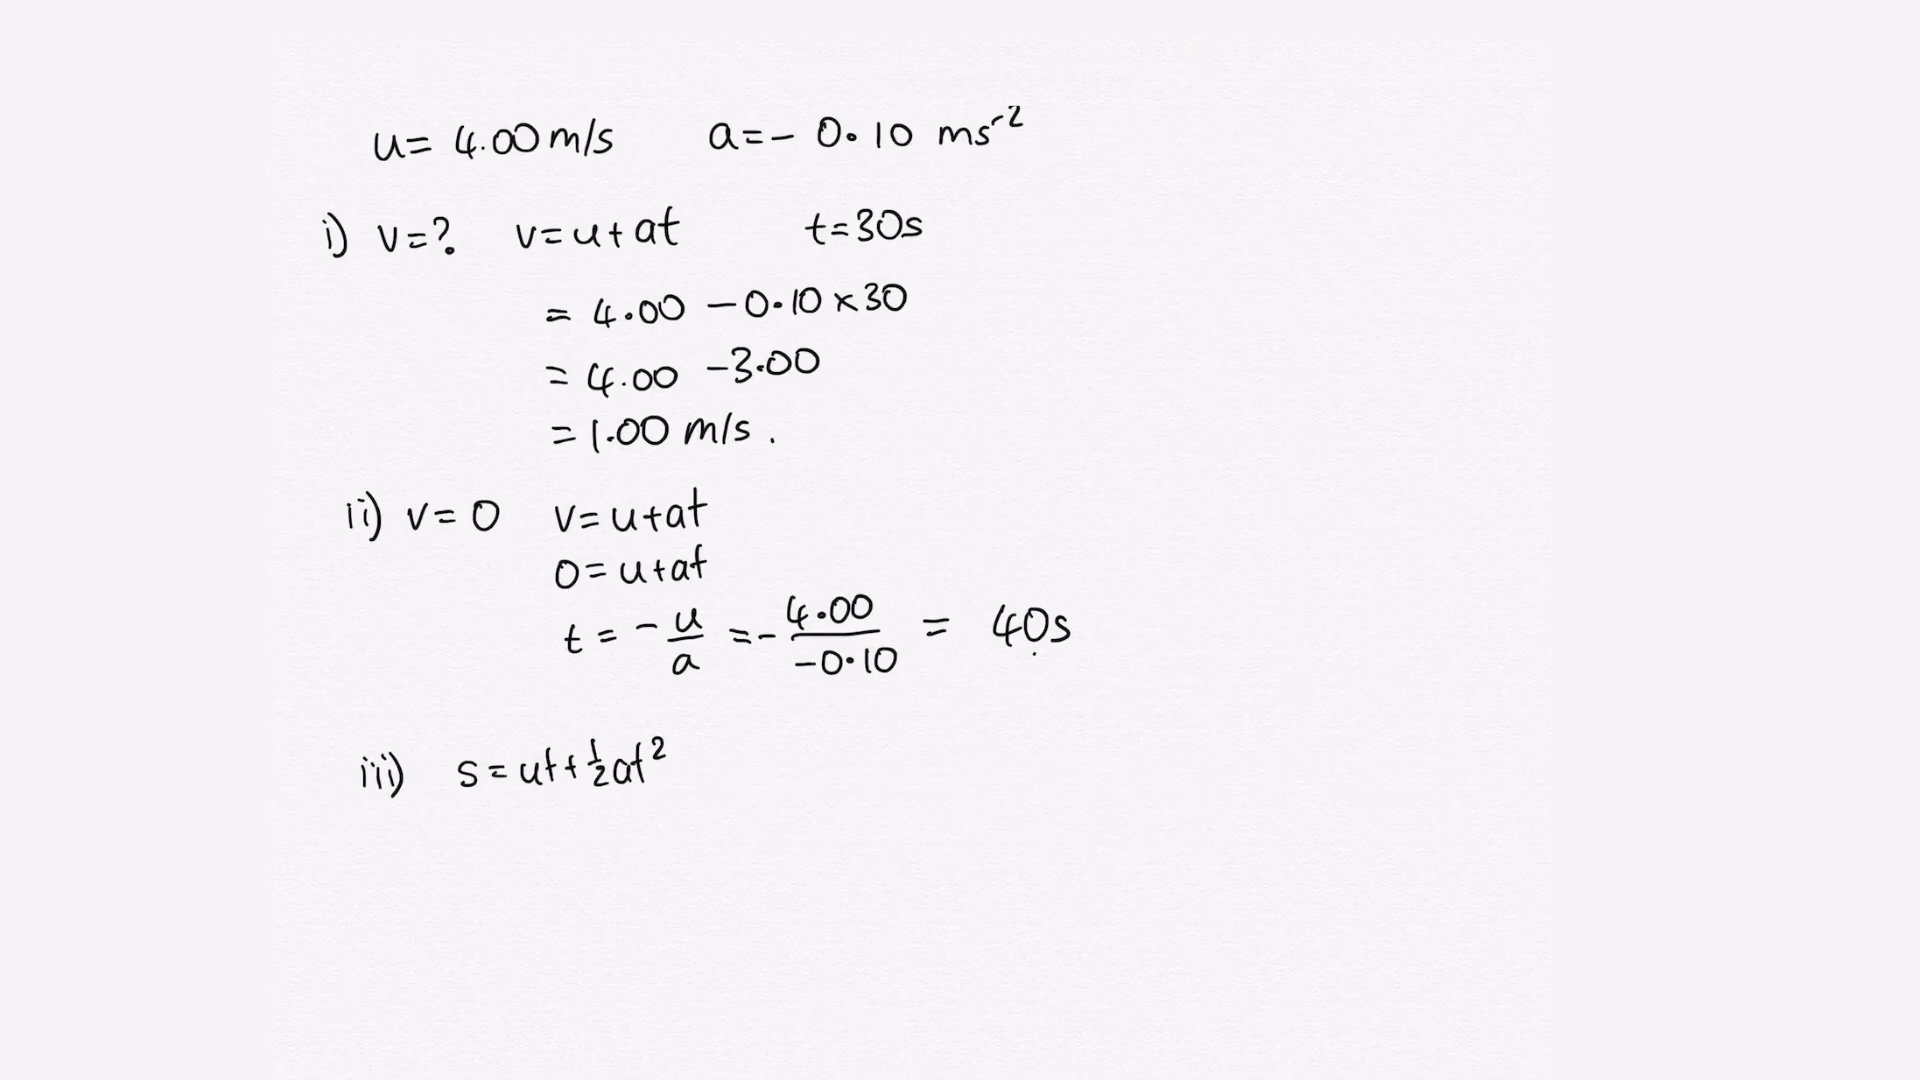 u= 4.00 m/s a=- 0.10 ms⁻²
i) v=? v=u+at t=30s
= 4.00 -0.10 x 30
= 4.00 -3.00
= 1.00 m/s.
ii) v=0 v=u+at
0=u+at
t = -u/a = - 4.00/-0.10 = 40s
iii) s=ut+½at²